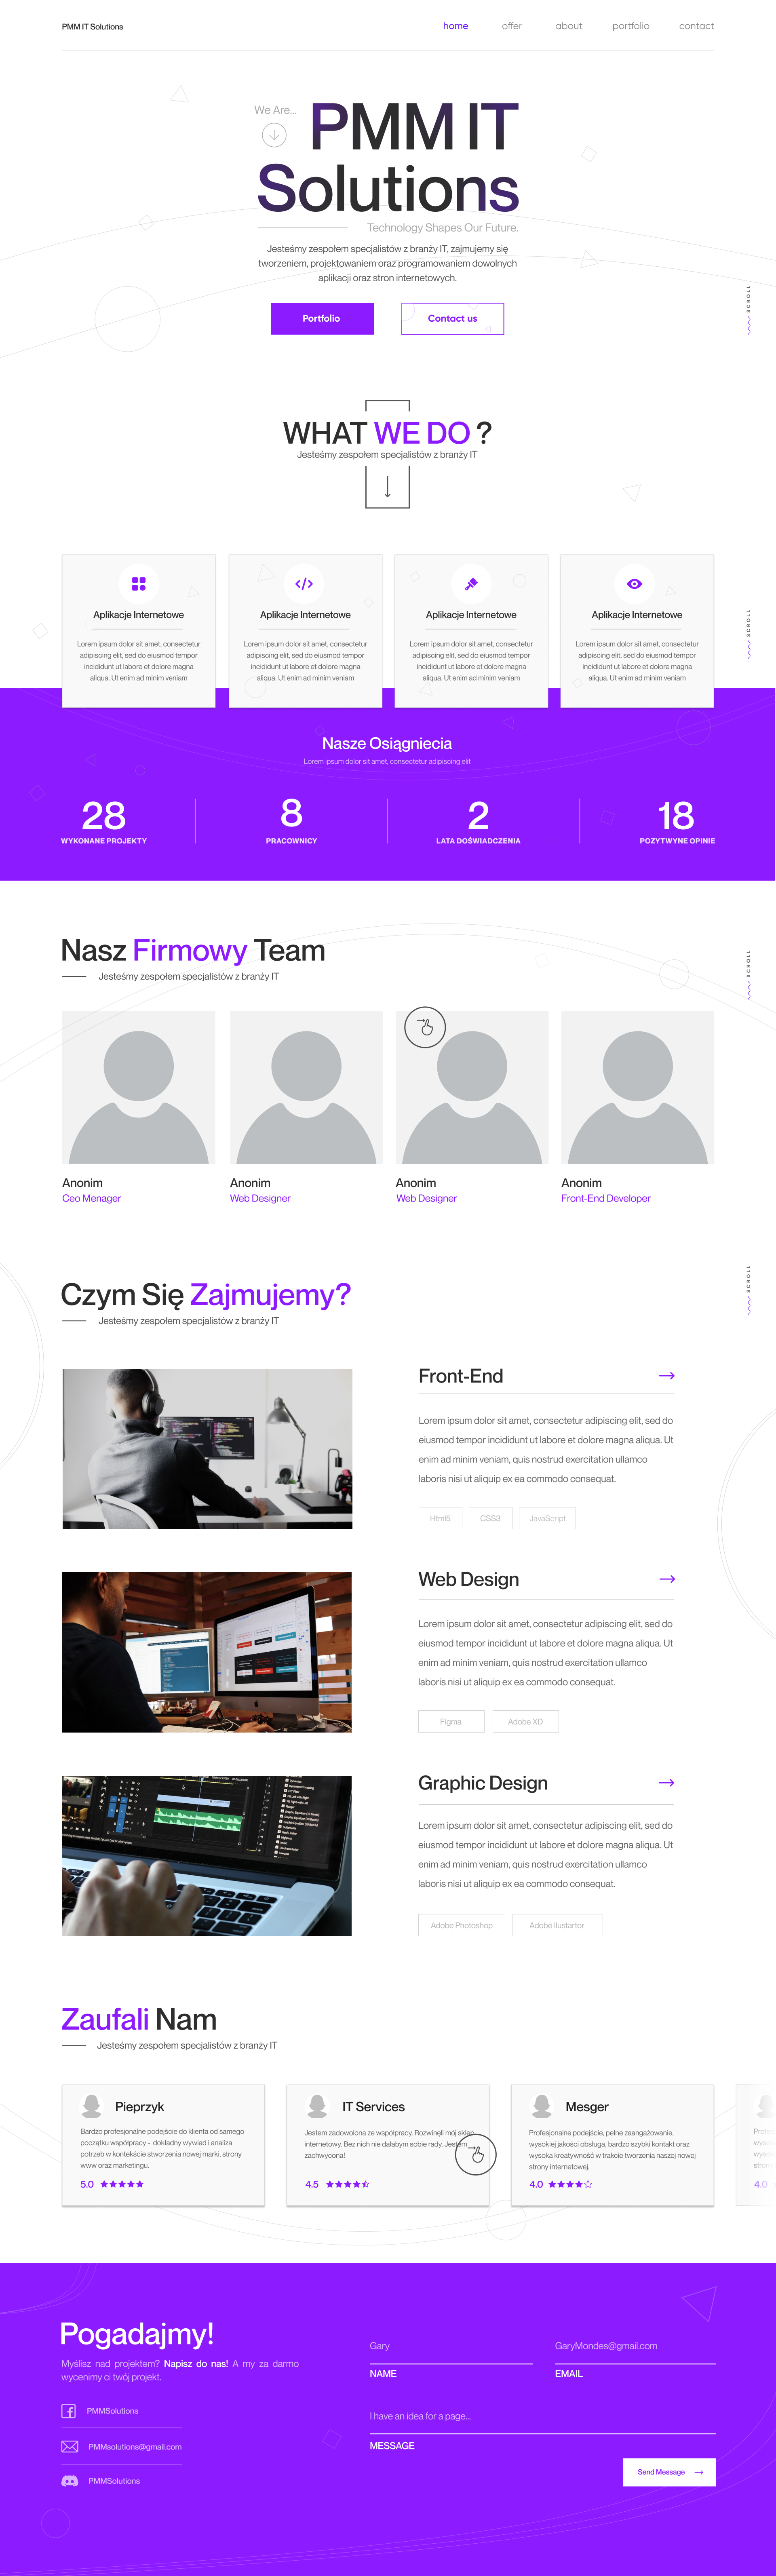 PMM IT Solutions
home offer about portfolio contact
We Are...
PMM IT
Solutions
Technology Shapes Our Future.
Jesteśmy zespołem specjalistów z branży IT, zajmujemy się
tworzeniem, projektowaniem oraz programowaniem dowolnych
aplikacji oraz stron internetowych.
Portfolio
Contact us
SCROLL
WHAT WE DO ?
Jesteśmy zespołem specjalistów z branży IT
Aplikacje Internetowe
Lorem ipsum dolor sit amet, consectetur
adipiscing elit, sed do eiusmod tempor
incididunt ut labore et dolore magna
aliqua. Ut enim ad minim veniam
Aplikacje Internetowe
Lorem ipsum dolor sit amet, consectetur
adipiscing elit, sed do eiusmod tempor
incididunt ut labore et dolore magna
aliqua. Ut enim ad minim veniam
Aplikacje Internetowe
Lorem ipsum dolor sit amet, consectetur
adipiscing elit, sed do eiusmod tempor
incididunt ut labore et dolore magna
aliqua. Ut enim ad minim veniam
Aplikacje Internetowe
Lorem ipsum dolor sit amet, consectetur
adipiscing elit, sed do eiusmod tempor
incididunt ut labore et dolore magna
aliqua. Ut enim ad minim veniam
SCROLL
Nasze Osiągniecia
Lorem ipsum dolor sit amet, consectetur adipiscing elit
28
WYKONANE PROJEKTY
8
PRACOWNICY
2
LATA DOŚWIADCZENIA
18
POZYTWYNE OPINIE
Nasz Firmowy Team
Jesteśmy zespołem specjalistów z branży IT
SCROLL
Anonim
Ceo Menager
Anonim
Web Designer
Anonim
Web Designer
Anonim
Front-End Developer
Czym Się Zajmujemy?
Jesteśmy zespołem specjalistów z branży IT
SCROLL
Front-End
Lorem ipsum dolor sit amet, consectetur adipiscing elit, sed do
eiusmod tempor incididunt ut labore et dolore magna aliqua. Ut
enim ad minim veniam, quis nostrud exercitation ullamco
laboris nisi ut aliquip ex ea commodo consequat.
Html5
CSS3
JavaScript
Web Design
Lorem ipsum dolor sit amet, consectetur adipiscing elit, sed do
eiusmod tempor incididunt ut labore et dolore magna aliqua. Ut
enim ad minim veniam, quis nostrud exercitation ullamco
laboris nisi ut aliquip ex ea commodo consequat.
Figma
Adobe XD
Graphic Design
Lorem ipsum dolor sit amet, consectetur adipiscing elit, sed do
eiusmod tempor incididunt ut labore et dolore magna aliqua. Ut
enim ad minim veniam, quis nostrud exercitation ullamco
laboris nisi ut aliquip ex ea commodo consequat.
Adobe Photoshop
Adobe Ilustartor
Zaufali Nam
Jesteśmy zespołem specjalistów z branży IT
Pieprzyk
Bardzo profesionalne podejście do klienta od samego
początku współpracy - dokładny wywiad i analiza
potrzeb w kontekście stworzenia nowej marki, strony
www oraz marketingu.
5.0
IT Services
Jestem zadowolona ze współpracy. Rozwinęli mój sklep
internetowy. Bez nich nie dałabym sobie rady, Jestem
zachwycona!
4.5
Mesger
Profesjonalne podejście, pełne zaangażowanie,
wysokiej jakości obsługa, bardzo szybki kontakt oraz
wysoka kreatywność w trakcie tworzenia naszej nowej
strony internetowej.
4.0
4.0
Pogadajmy!
Myślisz nad projektem? Napisz do nas! A my za darmo
wycenimy ci twój projekt.
PMMSolutions
PMMsolutions@gmail.com
PMMSolutions
Gary
NAME
GaryMondes@gmail.com
EMAIL
I have an idea for a page...
MESSAGE
Send Message